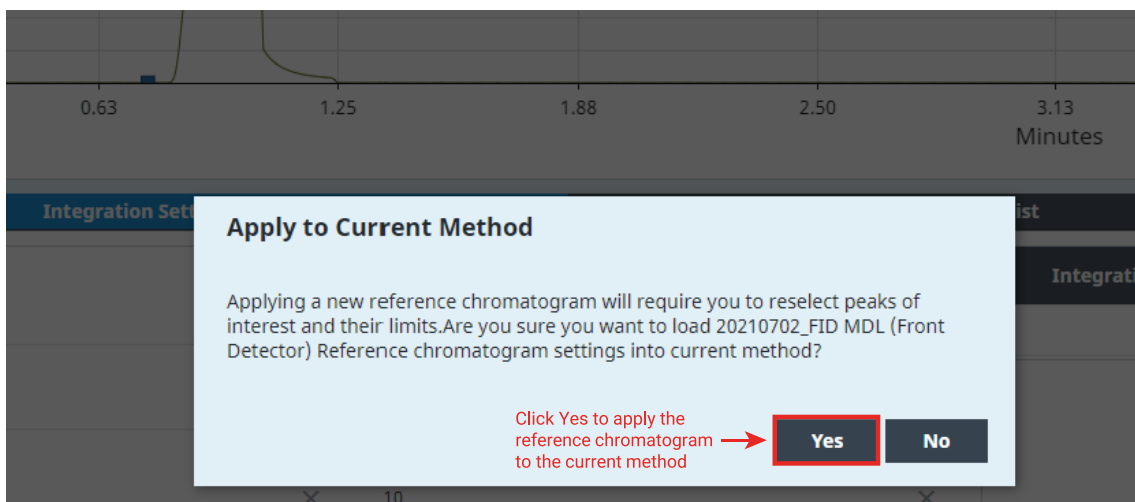 0.63 1.25 1.88 2.50 3.13
Minutes
Integration Sett
ist
Integrati
Apply to Current Method
Applying a new reference chromatogram will require you to reselect peaks of
interest and their limits.Are you sure you want to load 20210702_FID MDL (Front
Detector) Reference chromatogram settings into current method?
Click Yes to apply the
reference chromatogram
to the current method
Yes No
10